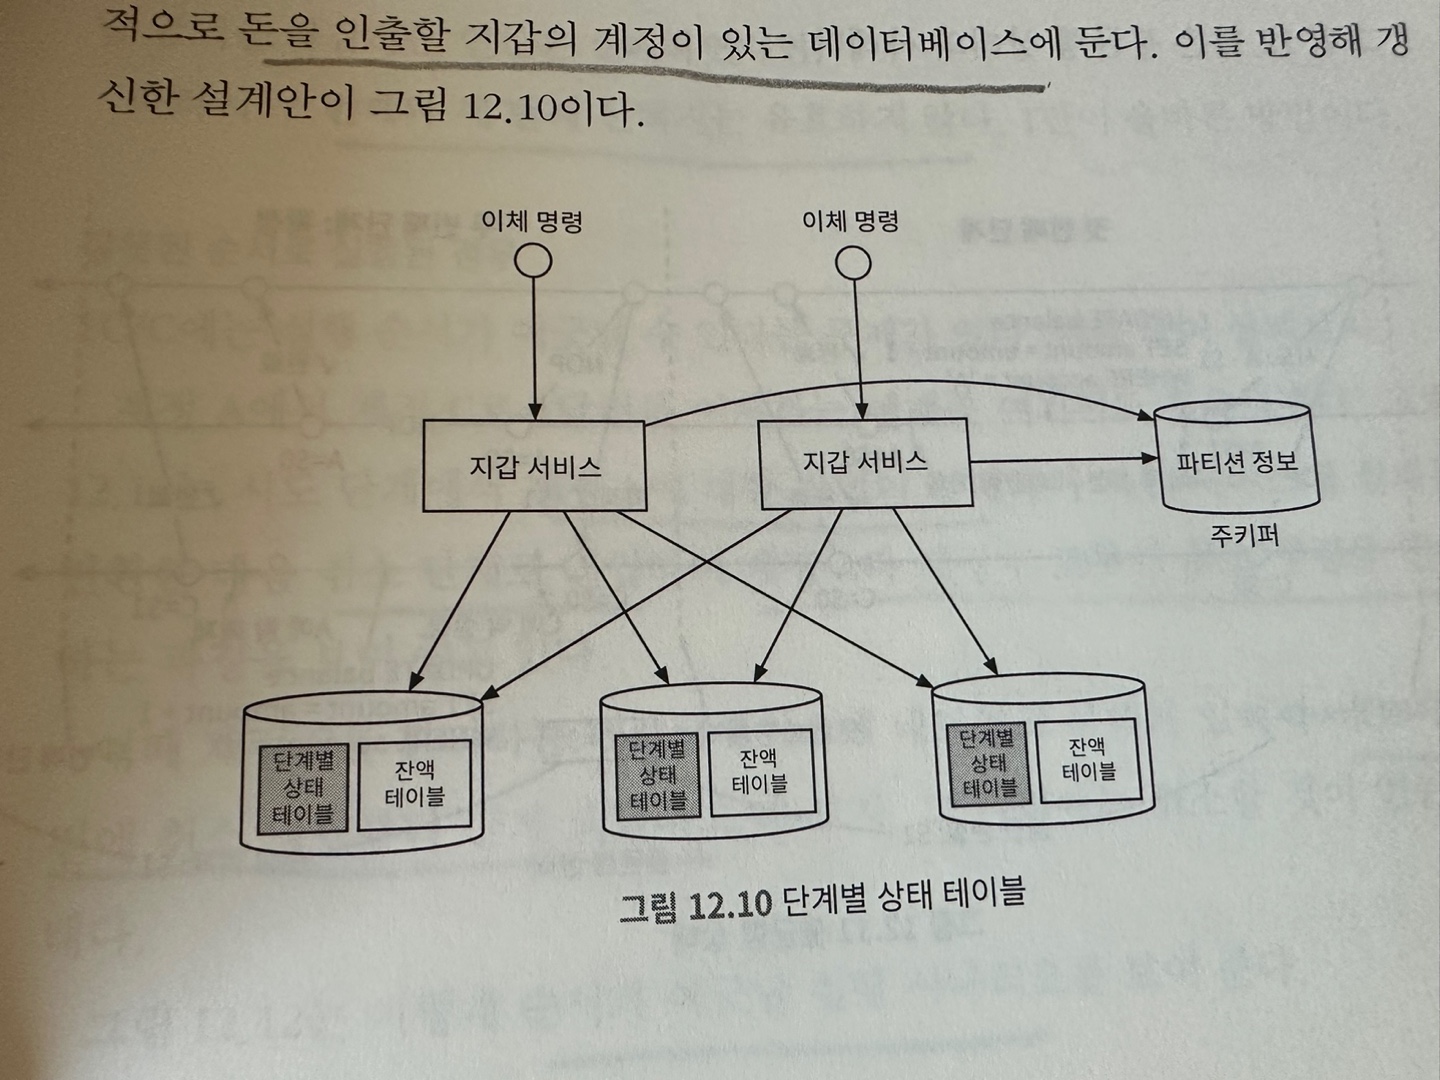 적으로 돈을 인출할 지갑의 계정이 있는 데이터베이스에 둔다. 이를 반영해 갱
신한 설계안이 그림 12.10이다.
이체 명령
이체 명령
지갑 서비스
지갑 서비스
파티션 정보
주키퍼
단계별
상태
테이블
잔액
테이블
단계별
상태
테이블
잔액
테이블
단계별
상태
테이블
잔액
테이블
그림 12.10 단계별 상태 테이블